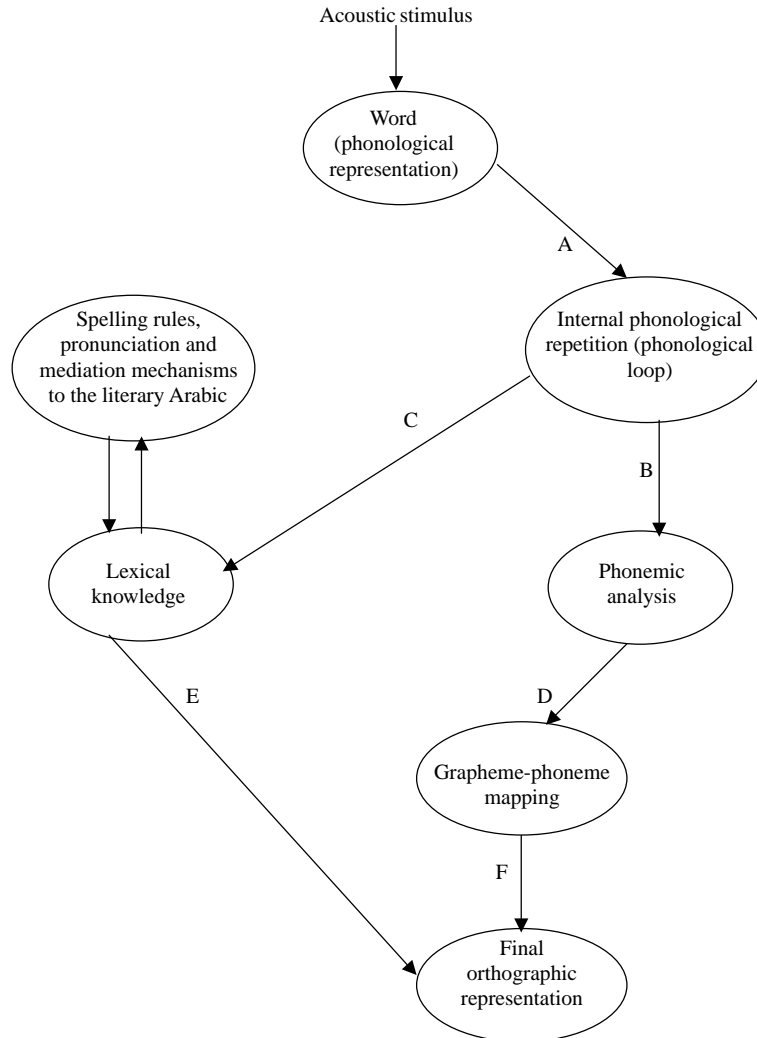 Acoustic stimulus
Word
(phonological
representation)
A
Internal phonological
repetition (phonological
loop)
Spelling rules,
pronunciation and
mediation mechanisms
to the literary Arabic
C
B
Lexical
knowledge
Phonemic
analysis
E
D
Grapheme-phoneme
mapping
F
Final
orthographic
representation